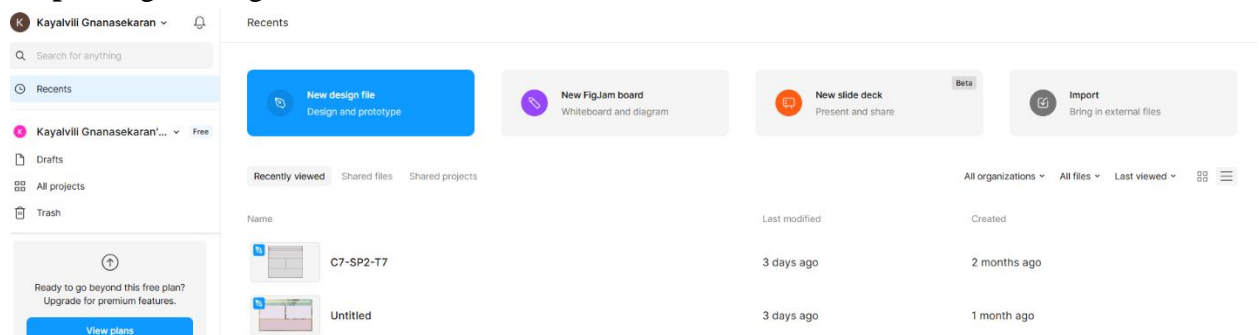 K Kayalvili Gnanasekaran
Search for anything
Recents
K Kayalvili Gnanasekaran'... Free
Drafts
All projects
Trash
Ready to go beyond this free plan?
Upgrade for premium features.
View plans
Recents
New design file
Design and prototype
New FigJam board
Whiteboard and diagram
Beta
New slide deck
Present and share
Import
Bring in external files
Recently viewed Shared files Shared projects
All organizations All files Last viewed
Name Last modified Created
C7-SP2-T7 3 days ago 2 months ago
Untitled 3 days ago 1 month ago